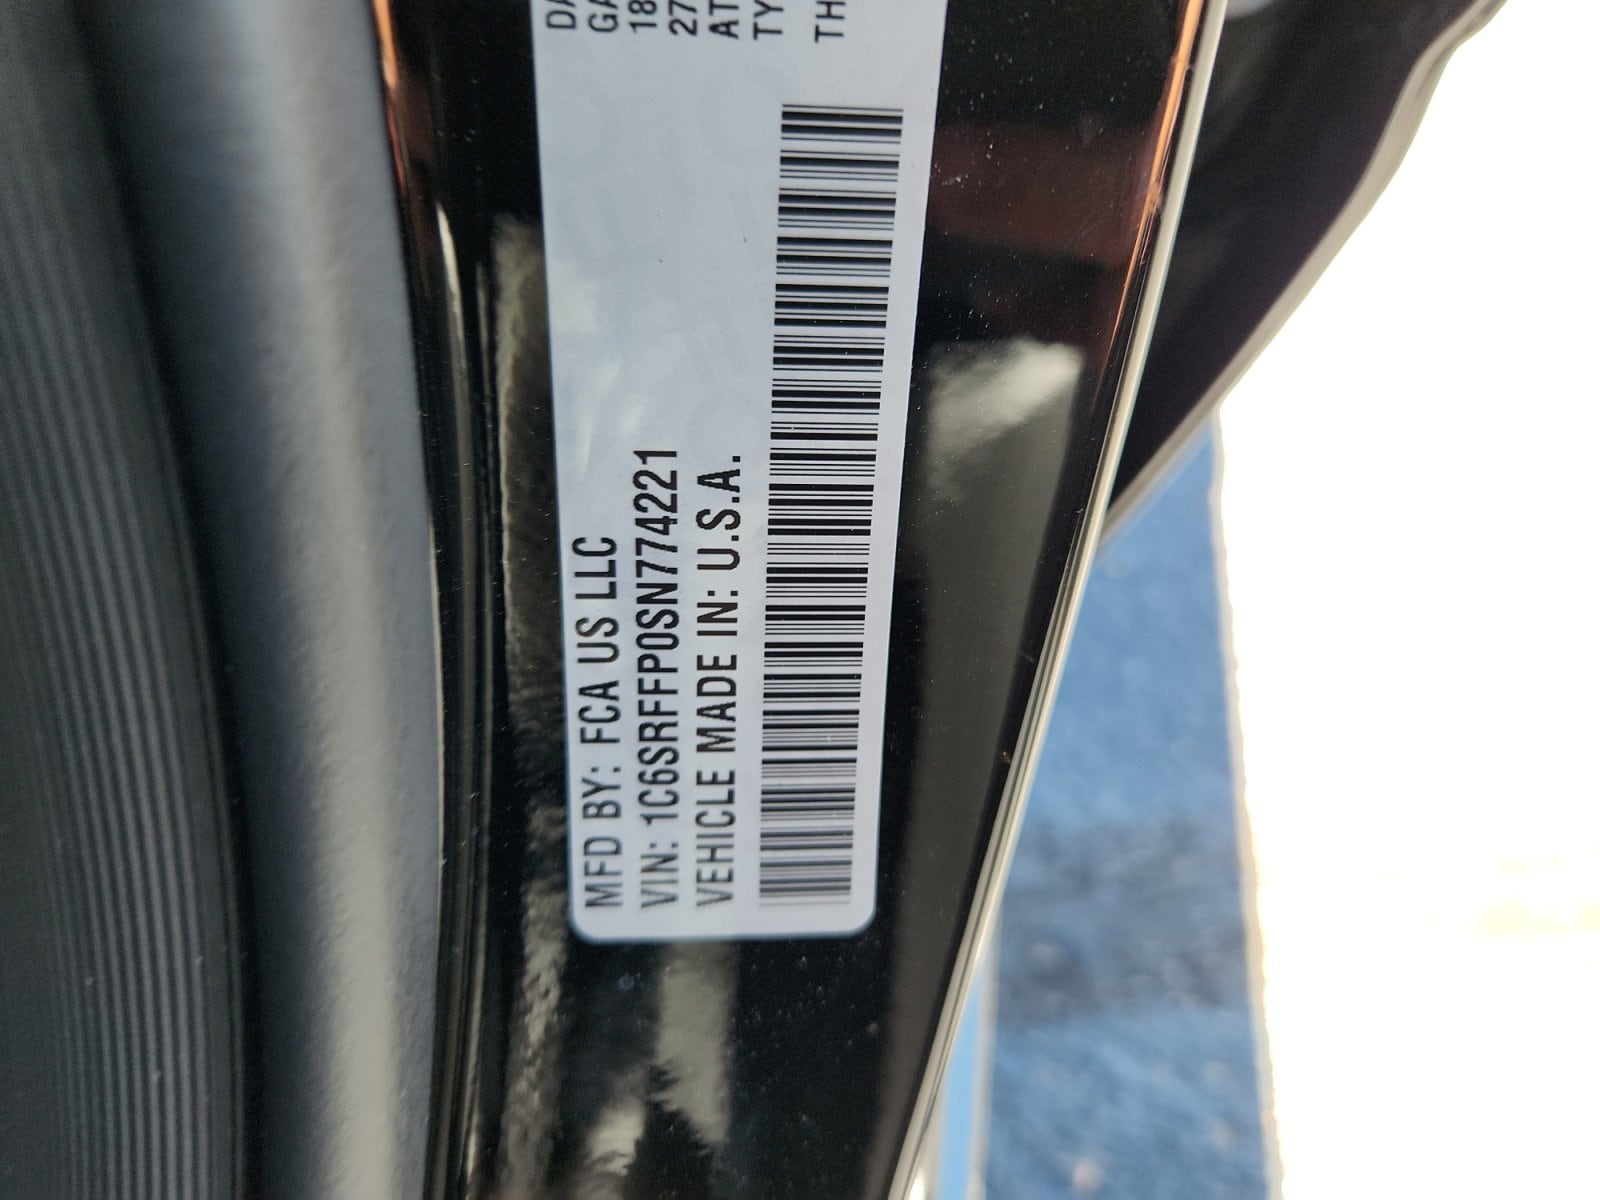 MFD BY: FCA US LLC
VIN: 1C6SRFFP0SN774221
VEHICLE MADE IN: U.S.A.